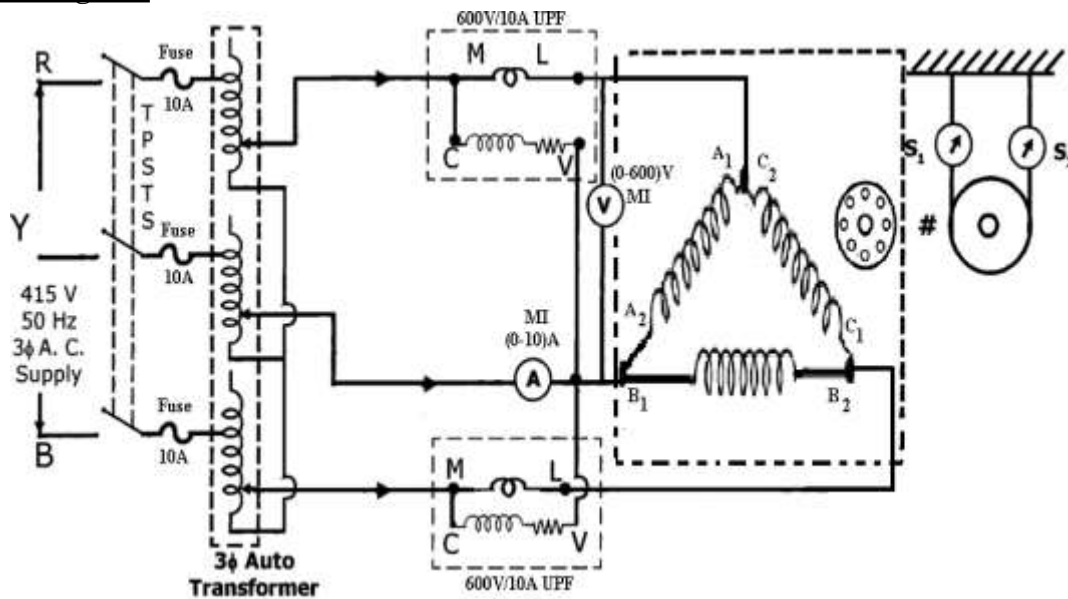 600V/10A UPF
R
Fuse
10A
M L
C V
TPSTS
(0-600)V
MI
V
A1 C2
S1
S
#
Y
Fuse
10A
415 V
50 Hz
3ϕ A. C.
Supply
MI
(0-10)A
A
A2
C1
B1
B2
Fuse
10A
B
M L
C V
3ϕ Auto
Transformer
600V/10A UPF